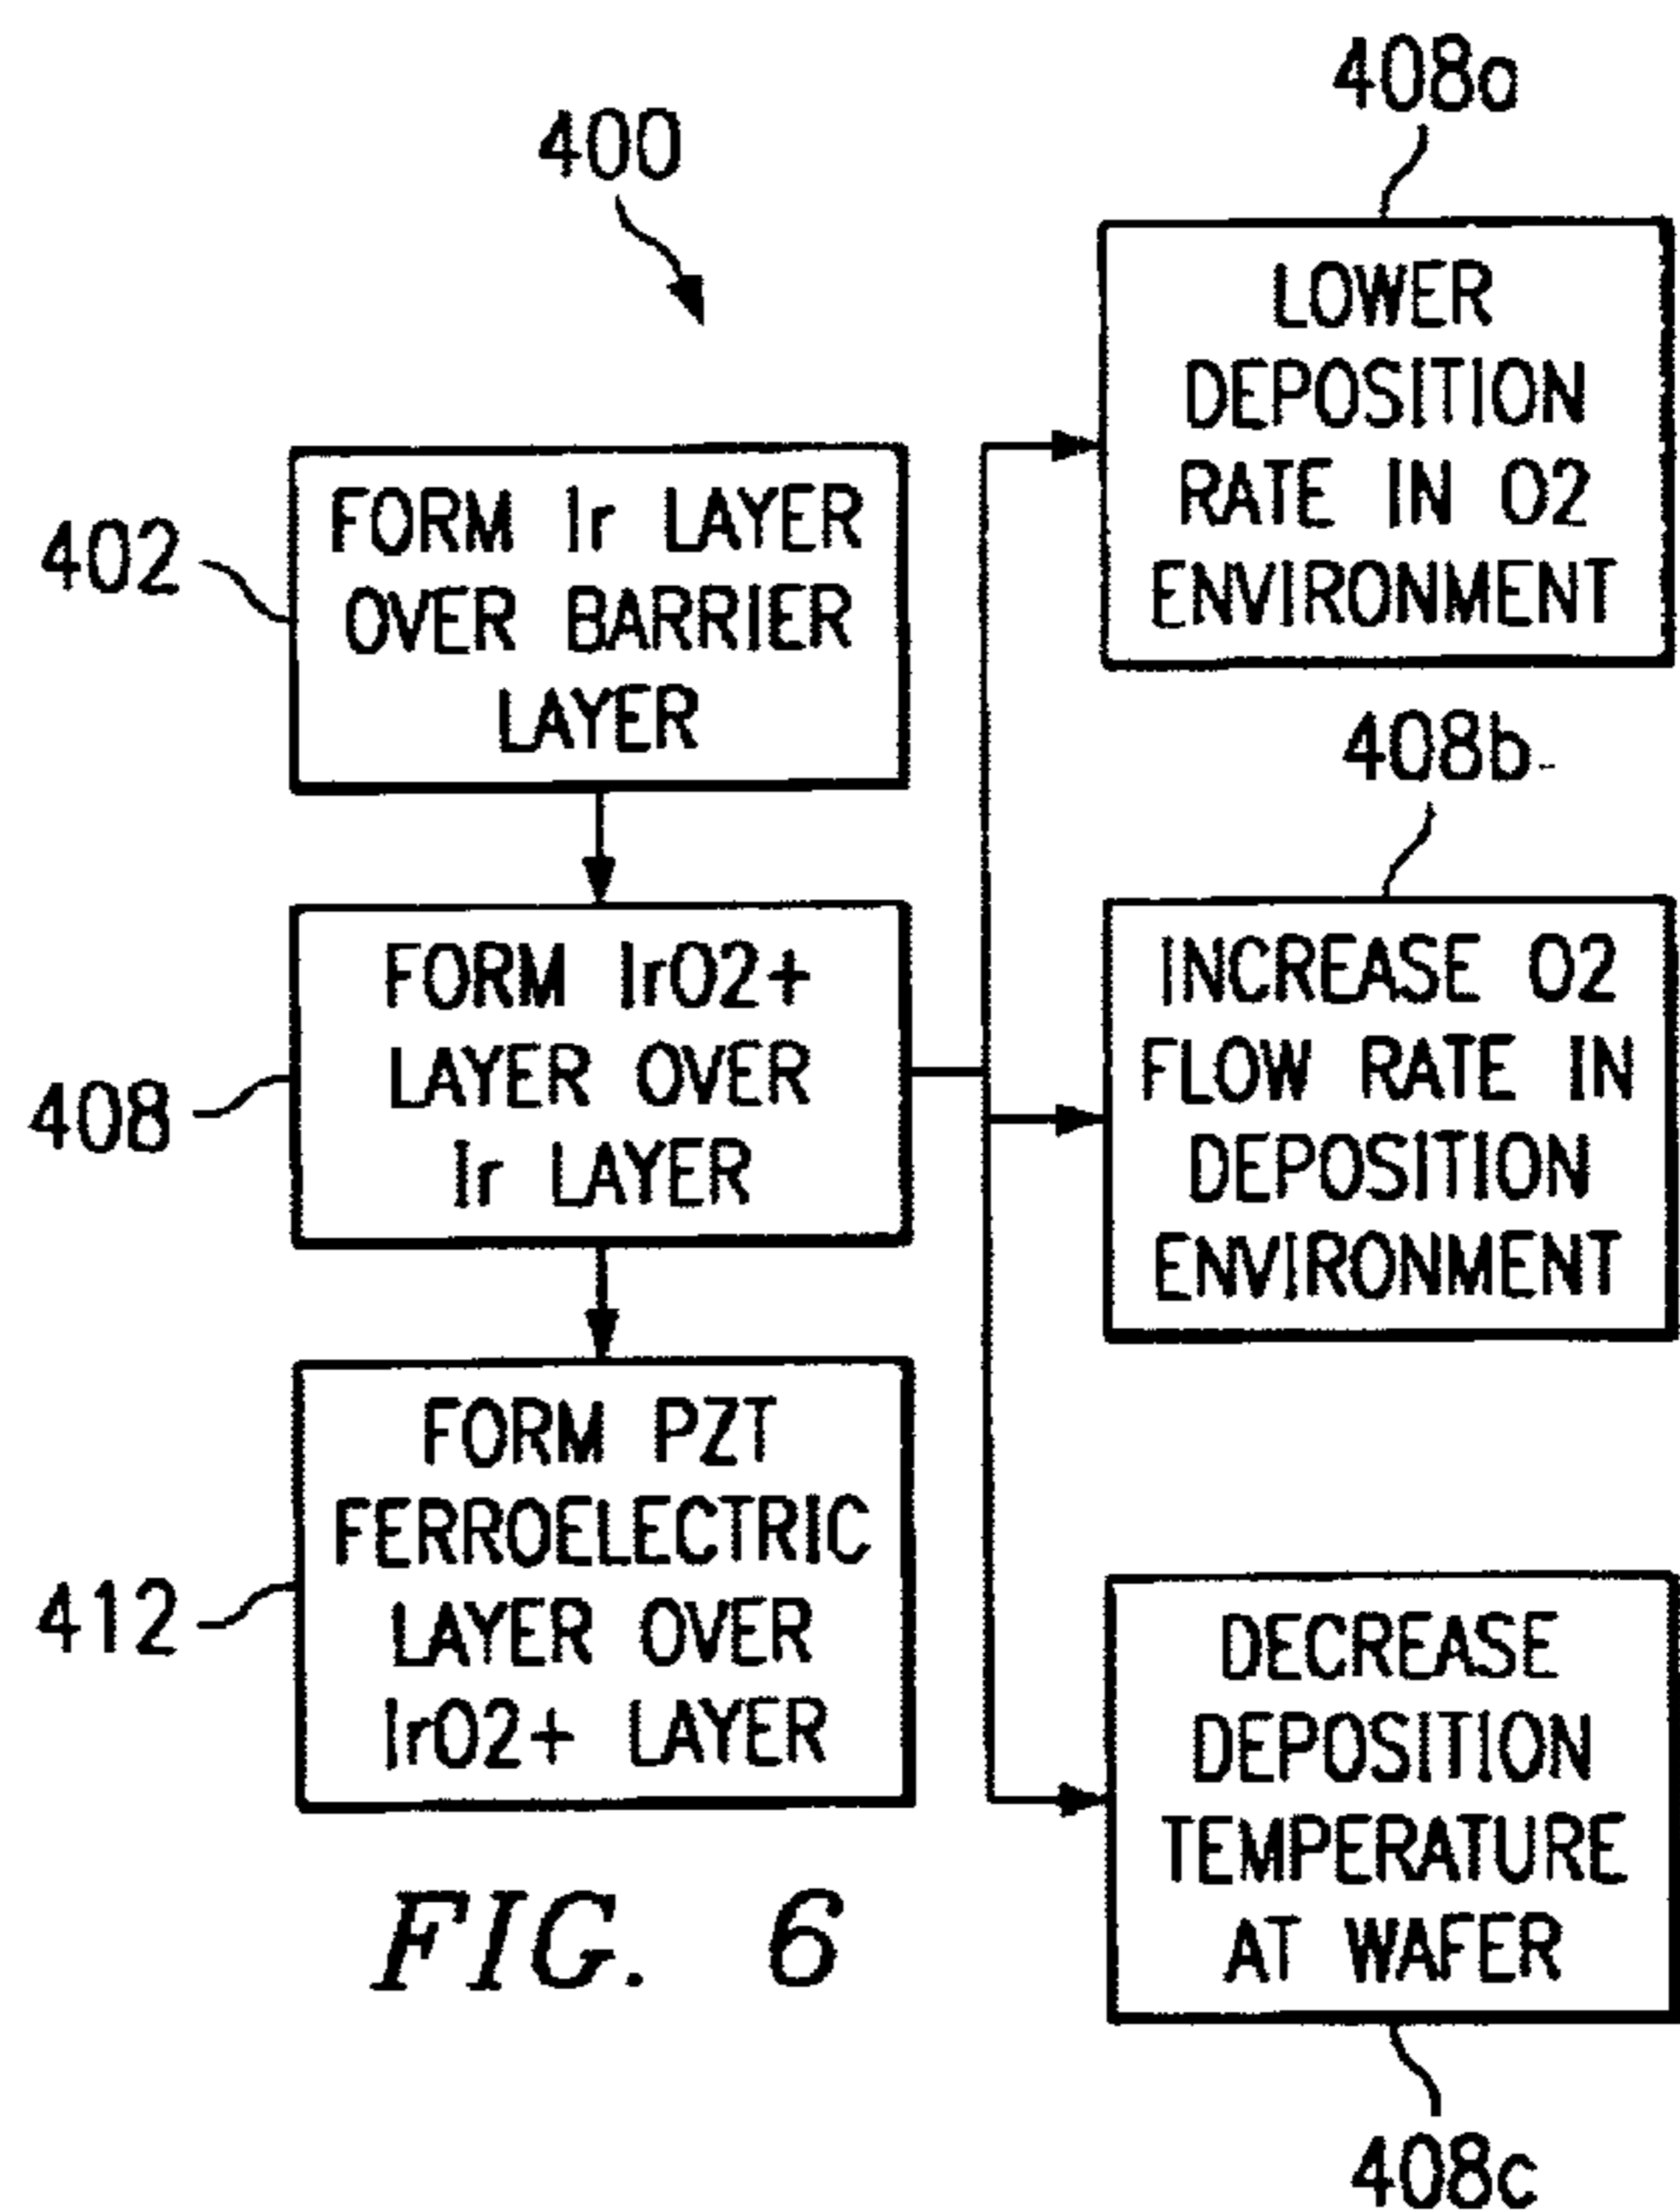 400
402
FORM Ir LAYER
OVER BARRIER
LAYER
408
FORM IrO2+
LAYER OVER
Ir LAYER
412
FORM PZT
FERROELECTRIC
LAYER OVER
IrO2+ LAYER
408a
LOWER
DEPOSITION
RATE IN O2
ENVIRONMENT
408b
INCREASE O2
FLOW RATE IN
DEPOSITION
ENVIRONMENT
DECREASE
DEPOSITION
TEMPERATURE
AT WAFER
408c
FIG. 6